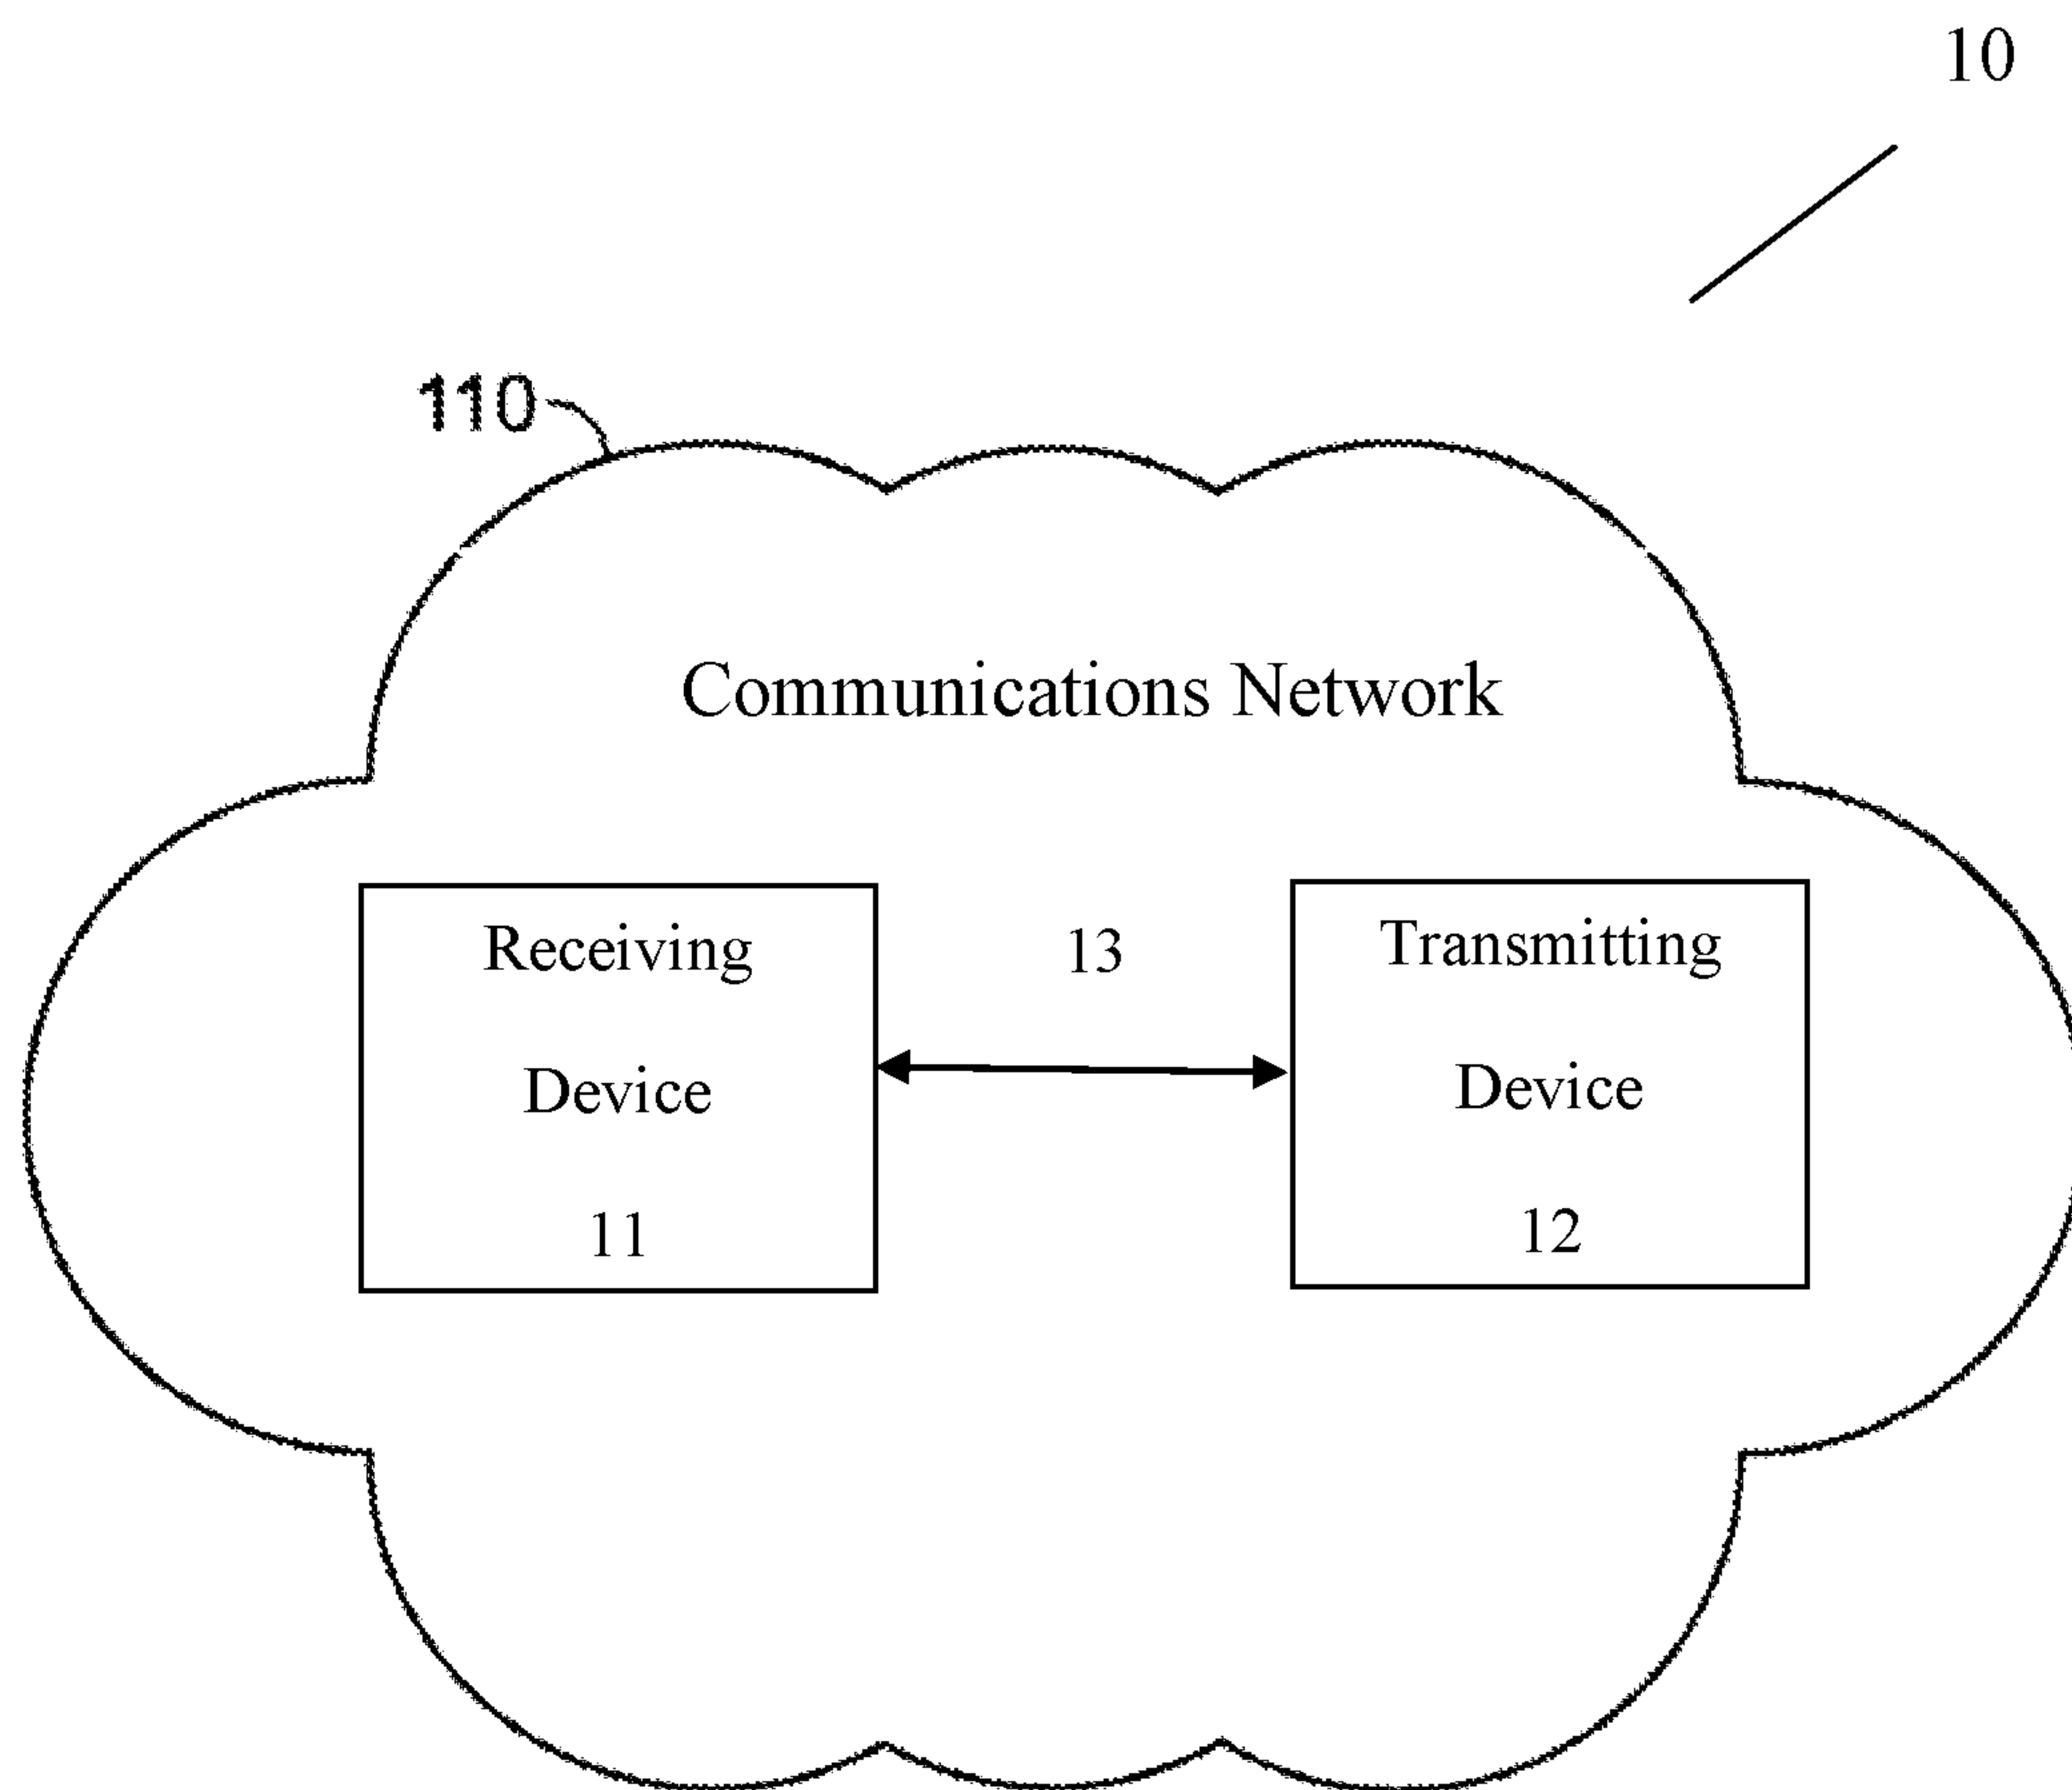 10
110
Communications Network
Receiving
Device
11
13
Transmitting
Device
12